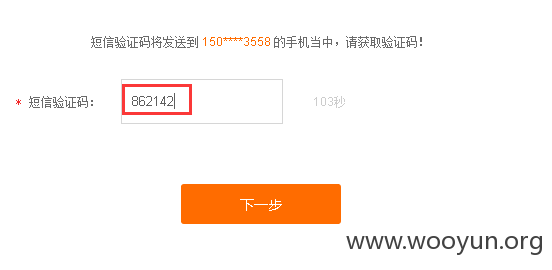 短信验证码将发送到 150****3558 的手机当中，请获取验证码！
* 短信验证码： 862142 103秒
下一步
www.wooyun.org